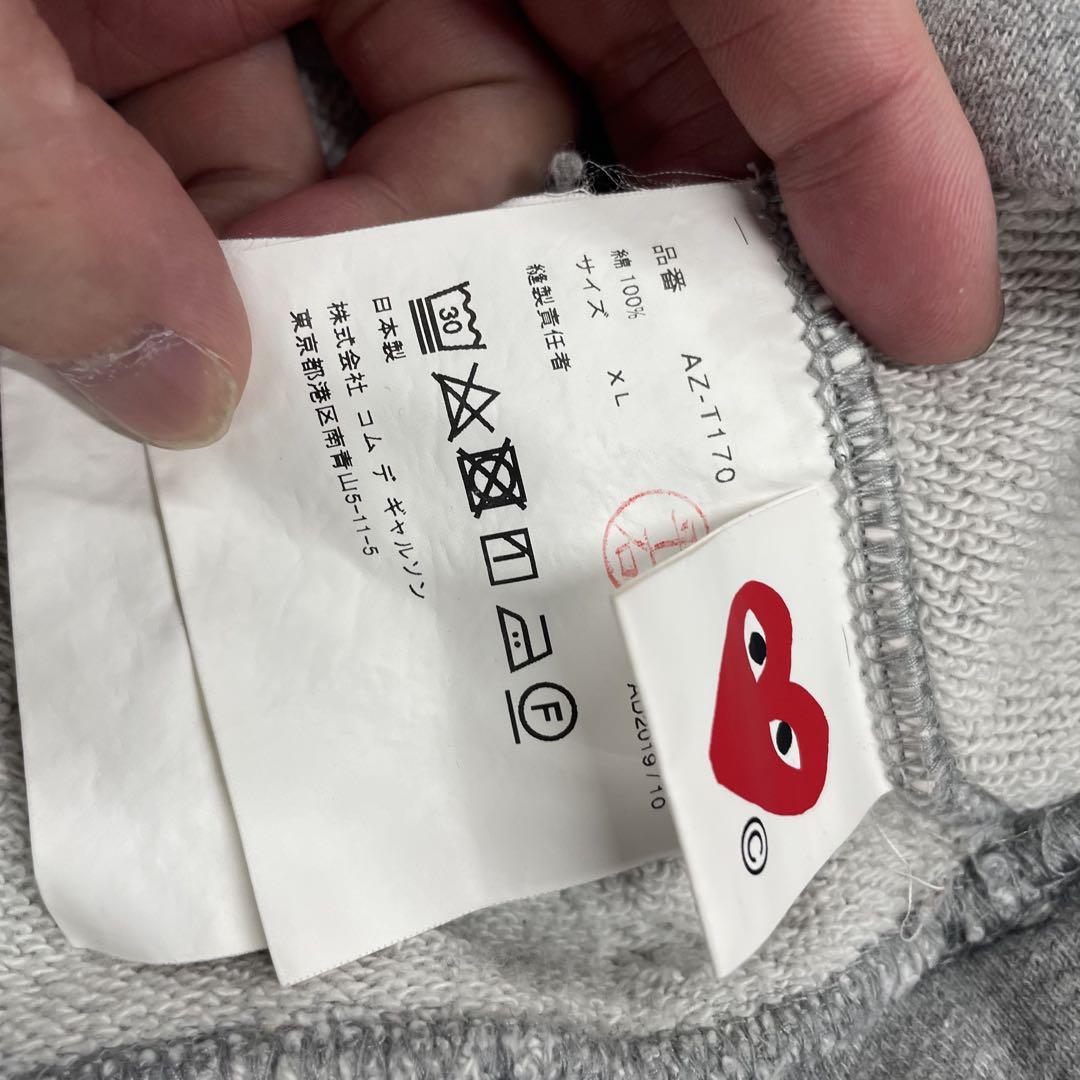 品番 AZ-T170
綿 100%
サイズ XL
縫製責任者
AD2019/10
30
F
日本製
株式会社 コム デ ギャルソン
東京都港区南青山5-11-5
©